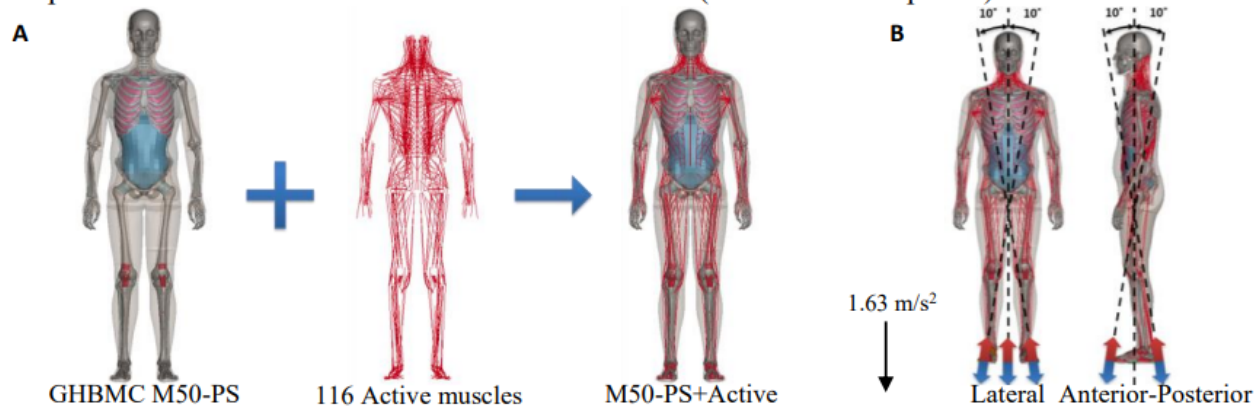 A
B
10° 10°
10° 10°
1.63 m/s²
GHBMC M50-PS
116 Active muscles
M50-PS+Active
Lateral
Anterior-Posterior